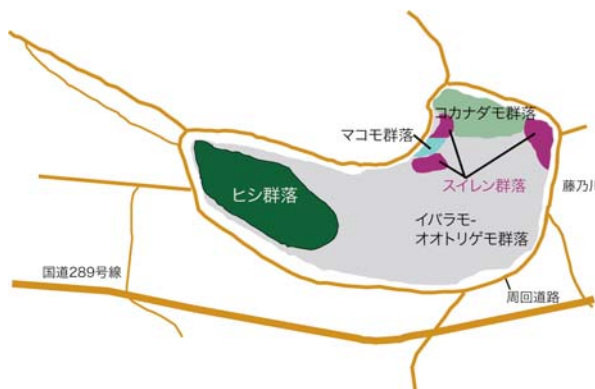 コカナダモ群落
マコモ群落
スイレン群落
ヒシ群落
藤乃川
イバラモ-
オオトリゲモ群落
国道289号線
周回道路